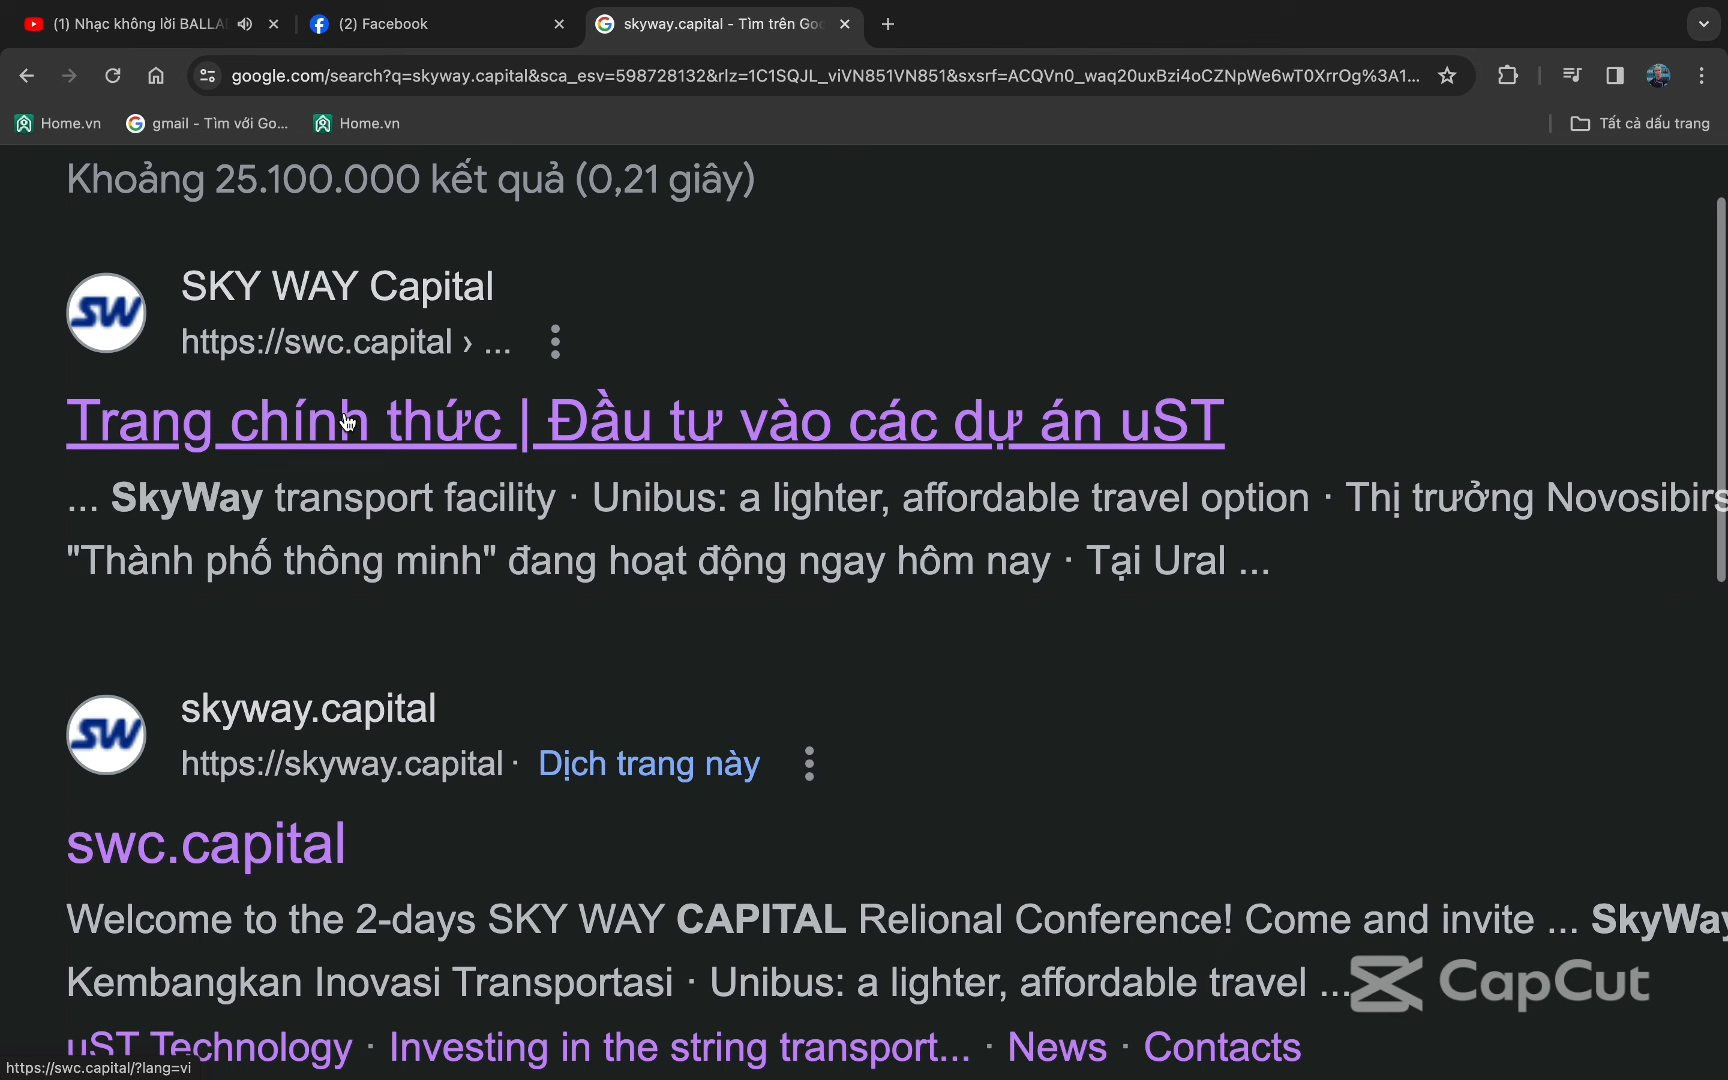 (1) Nhạc không lời BALLA
(2) Facebook
skyway.capital - Tìm trên Goo
google.com/search?q=skyway.capital&sca_esv=598728132&rlz=1C1SQJL_viVN851VN851&sxsrf=ACQVn0_waq20uxBzi4oCZNpWe6wT0XrrOg%3A1...
Home.vn
gmail - Tìm với Go...
Home.vn
Tất cả dấu trang
Khoảng 25.100.000 kết quả (0,21 giây)
SW
SKY WAY Capital
https://swc.capital › ...
Trang chính thức | Đầu tư vào các dự án uST
... SkyWay transport facility · Unibus: a lighter, affordable travel option · Thị trường Novosibirs
"Thành phố thông minh" đang hoạt động ngay hôm nay · Tại Ural ...
SW
skyway.capital
https://skyway.capital · Dịch trang này
swc.capital
Welcome to the 2-days SKY WAY CAPITAL Relional Conference! Come and invite ... SkyWay
Kembangkan Inovasi Transportasi · Unibus: a lighter, affordable travel ...
CapCut
uST Technology · Investing in the string transport... · News · Contacts
https://swc.capital/?lang=vi